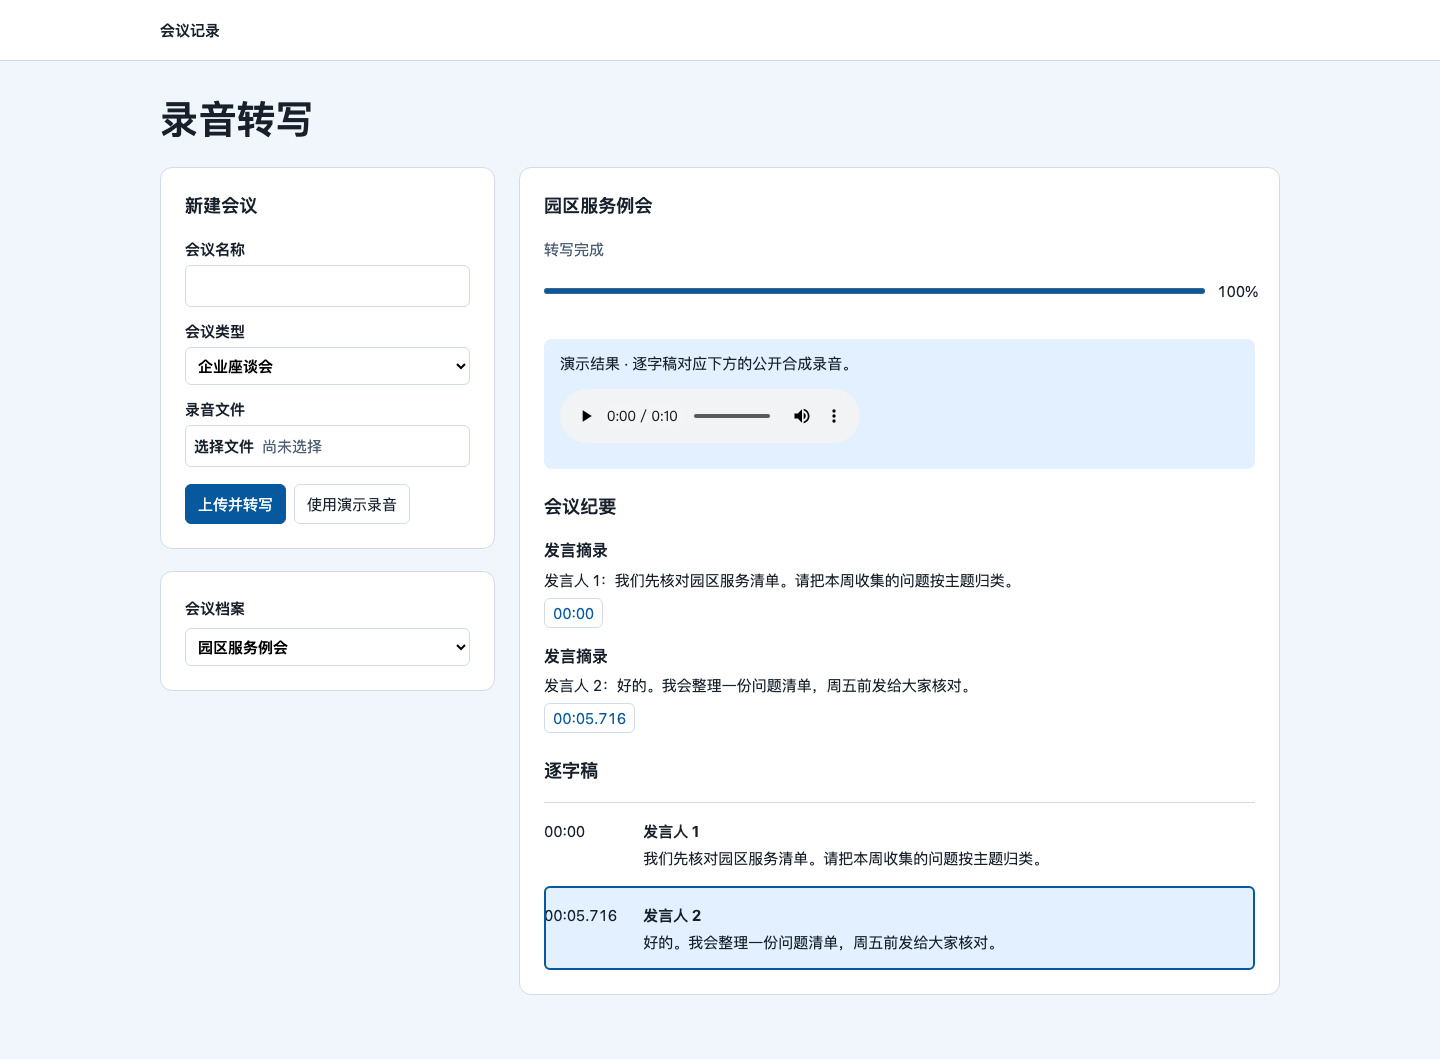 会议记录
录音转写
新建会议
会议名称
会议类型
企业座谈会
录音文件
选择文件 尚未选择
上传并转写 使用演示录音
会议档案
园区服务例会
园区服务例会
转写完成
100%
演示结果 · 逐字稿对应下方的公开合成录音。
0:00 / 0:10
会议纪要
发言摘录
发言人 1：我们先核对园区服务清单。请把本周收集的问题按主题归类。
00:00
发言摘录
发言人 2：好的。我会整理一份问题清单，周五前发给大家核对。
00:05.716
逐字稿
00:00 发言人 1
我们先核对园区服务清单。请把本周收集的问题按主题归类。
00:05.716 发言人 2
好的。我会整理一份问题清单，周五前发给大家核对。